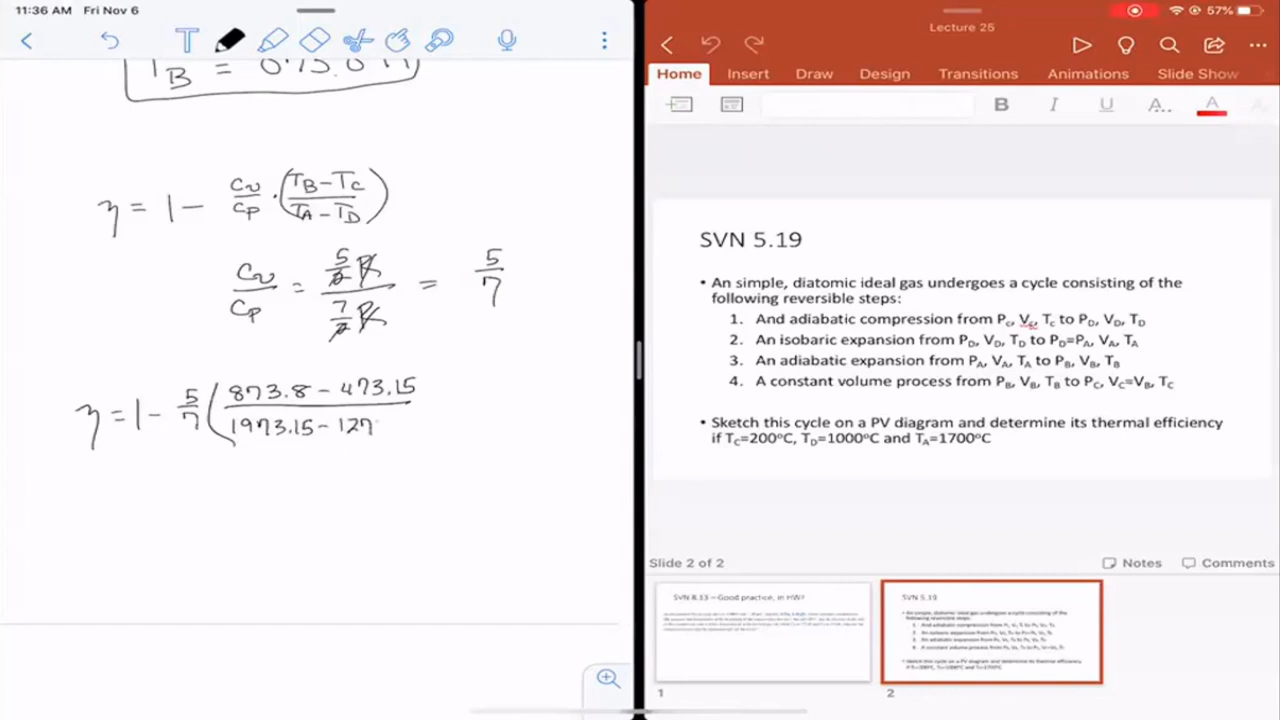 11:36 AM Fri Nov 6
57%
T_B =
η = 1 - Cv/Cp · (T_B - T_C / T_A - T_D)
Cv/Cp = 5/2 R / 7/2 R = 5/7
η = 1 - 5/7 (873.8 - 473.15 / 1973.15 - 127
Lecture 25
Home Insert Draw Design Transitions Animations Slide Show
B I U A... A
SVN 5.19
• An simple, diatomic ideal gas undergoes a cycle consisting of the
following reversible steps:
1. And adiabatic compression from P_C, V_C, T_C to P_D, V_D, T_D
2. An isobaric expansion from P_D, V_D, T_D to P_D=P_A, V_A, T_A
3. An adiabatic expansion from P_A, V_A, T_A to P_B, V_B, T_B
4. A constant volume process from P_B, V_B, T_B to P_C, V_C=V_B, T_C
• Sketch this cycle on a PV diagram and determine its thermal efficiency
if T_C=200°C, T_D=1000°C and T_A=1700°C
Slide 2 of 2
Notes Comments
SVN 8.13 – Good practice, in HW?
1
SVN 5.19
2